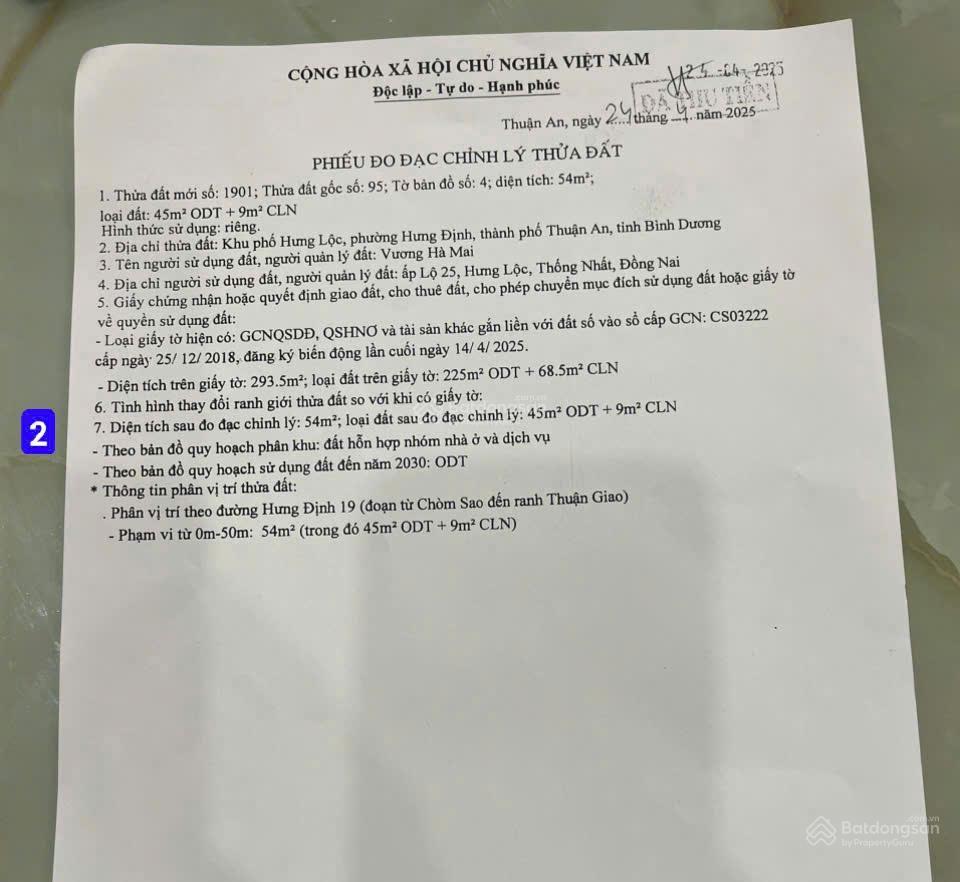 CỘNG HÒA XÃ HỘI CHỦ NGHĨA VIỆT NAM
Độc lập - Tự do - Hạnh phúc
25 -04- 2025
ĐÃ THU TIỀN
Thuận An, ngày 24 tháng 4 năm 2025
PHIẾU ĐO ĐẠC CHỈNH LÝ THỬA ĐẤT
1. Thửa đất mới số: 1901; Thửa đất gốc số: 95; Tờ bản đồ số: 4; diện tích: 54m²;
loại đất: 45m² ODT + 9m² CLN
Hình thức sử dụng: riêng.
2. Địa chỉ thửa đất: Khu phố Hưng Lộc, phường Hưng Định, thành phố Thuận An, tỉnh Bình Dương
3. Tên người sử dụng đất, người quản lý đất: Vương Hà Mai
4. Địa chỉ người sử dụng đất, người quản lý đất: ấp Lộ 25, Hưng Lộc, Thống Nhất, Đồng Nai
5. Giấy chứng nhận hoặc quyết định giao đất, cho thuê đất, cho phép chuyển mục đích sử dụng đất hoặc giấy tờ
về quyền sử dụng đất:
- Loại giấy tờ hiện có: GCNQSDĐ, QSHNƠ và tài sản khác gắn liền với đất số vào sổ cấp GCN: CS03222
cấp ngày 25/ 12/ 2018, đăng ký biến động lần cuối ngày 14/ 4/ 2025.
- Diện tích trên giấy tờ: 293.5m²; loại đất trên giấy tờ: 225m² ODT + 68.5m² CLN
6. Tình hình thay đổi ranh giới thửa đất so với khi có giấy tờ:
7. Diện tích sau đo đạc chỉnh lý: 54m²; loại đất sau đo đạc chỉnh lý: 45m² ODT + 9m² CLN
- Theo bản đồ quy hoạch phân khu: đất hỗn hợp nhóm nhà ở và dịch vụ
2
- Theo bản đồ quy hoạch sử dụng đất đến năm 2030: ODT
* Thông tin phân vị trí thửa đất:
. Phân vị trí theo đường Hưng Định 19 (đoạn từ Chòm Sao đến ranh Thuận Giao)
- Phạm vi từ 0m-50m: 54m² (trong đó 45m² ODT + 9m² CLN)
Batdongsan.com.vn
by PropertyGuru